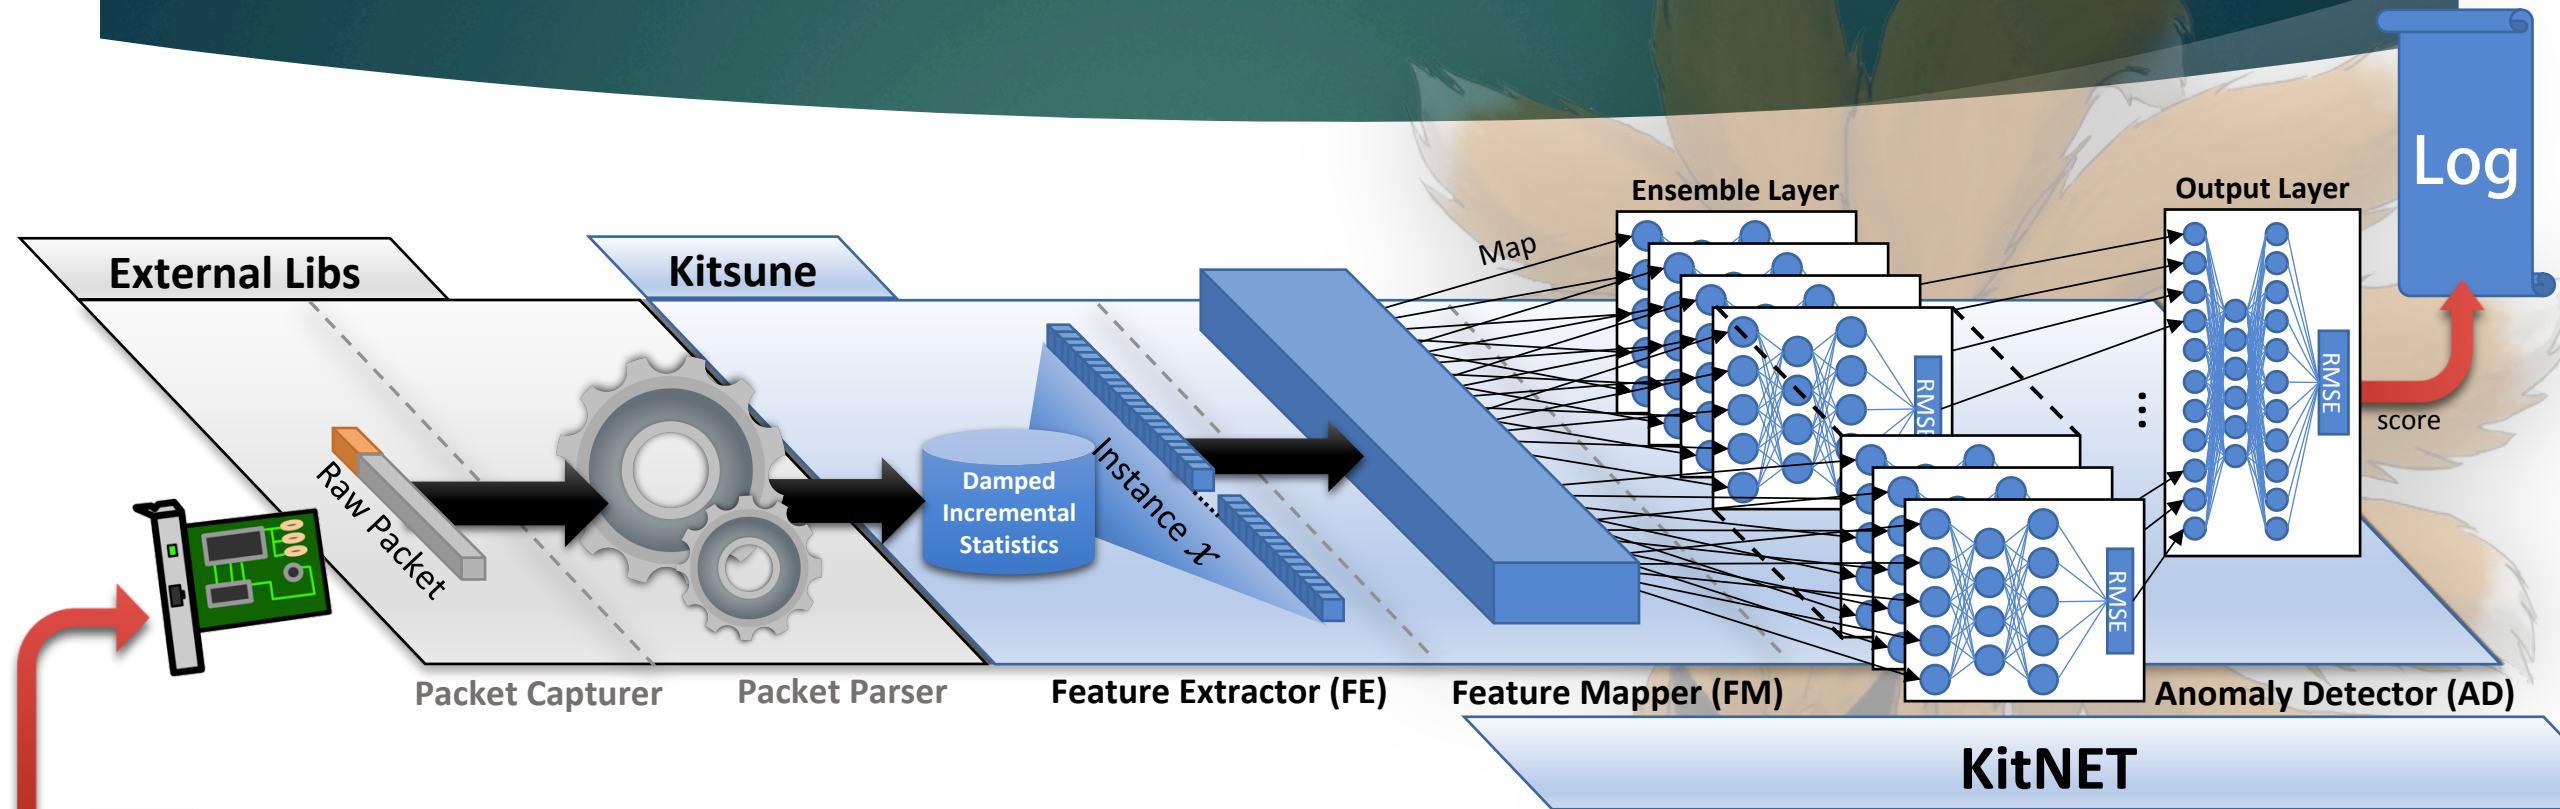 Log
Ensemble Layer
Output Layer
External Libs
Kitsune
Map
RMSE
RMSE
score
Raw Packet
Damped
Incremental
Statistics
Instance x
RMSE
Packet Capturer
Packet Parser
Feature Extractor (FE)
Feature Mapper (FM)
Anomaly Detector (AD)
KitNET